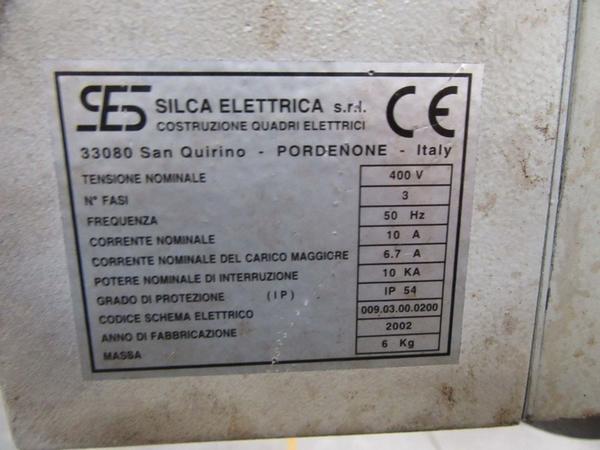 SES SILCA ELETTRICA s.r.l. CE
COSTRUZIONE QUADRI ELETTRICI
33080 San Quirino - PORDENONE - Italy
TENSIONE NOMINALE 400 V
N° FASI 3
FREQUENZA 50 Hz
CORRENTE NOMINALE 10 A
CORRENTE NOMINALE DEL CARICO MAGGIORE 6.7 A
POTERE NOMINALE DI INTERRUZIONE 10 KA
GRADO DI PROTEZIONE (IP) IP 54
CODICE SCHEMA ELETTRICO 009.03.00.0200
ANNO DI FABBRICAZIONE 2002
MASSA 6 Kg